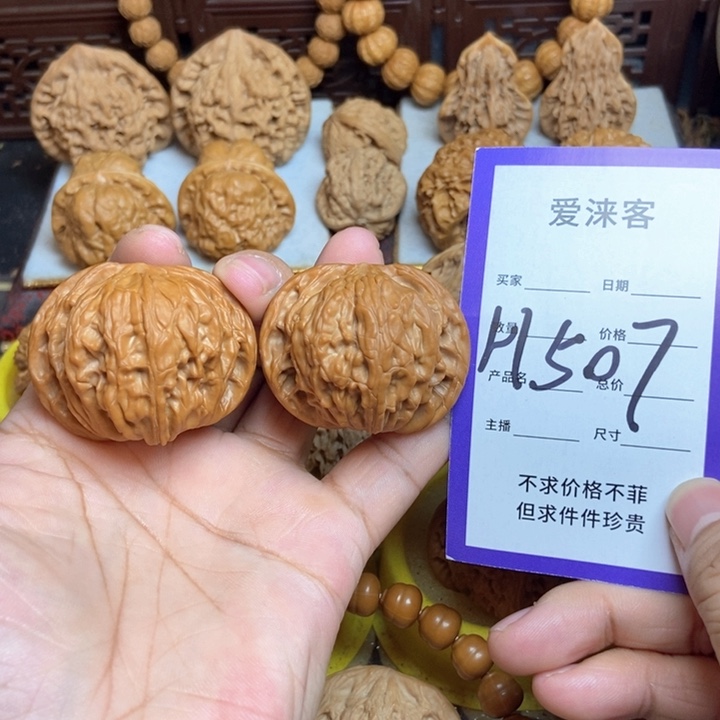 爱涞客
买家 日期
数量 价格
H507
产品名 总价
主播 尺寸
不求价格不菲
但求件件珍贵